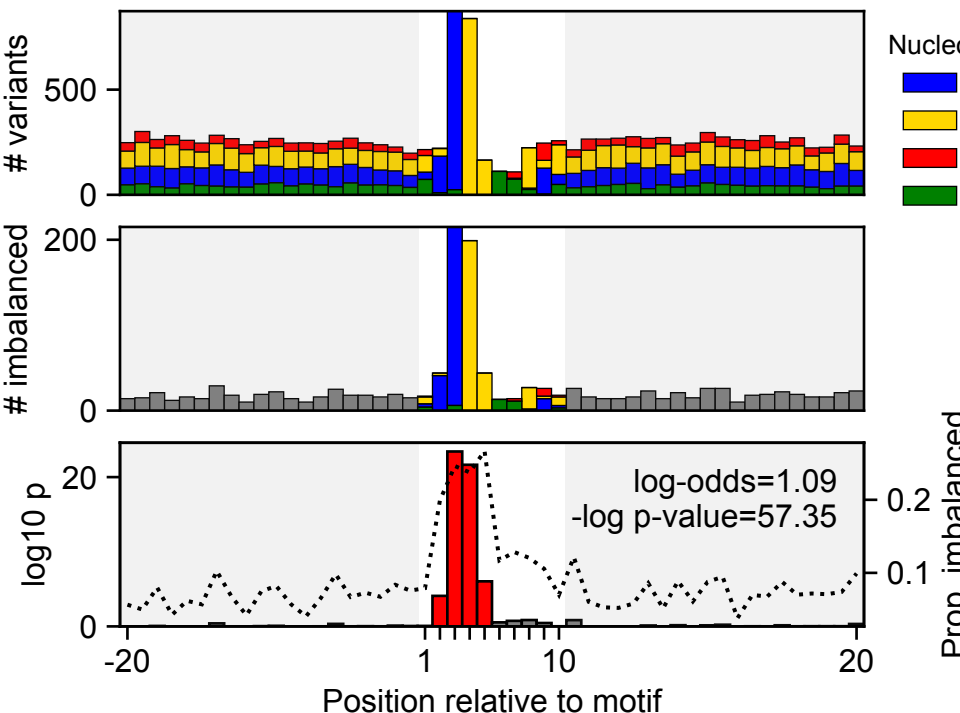 # variants
500
0
Nucleo
# imbalanced
200
0
log10 p
20
0
log-odds=1.09
-log p-value=57.35
0.2
0.1
Prop. imbalanced
-20
1
10
20
Position relative to motif